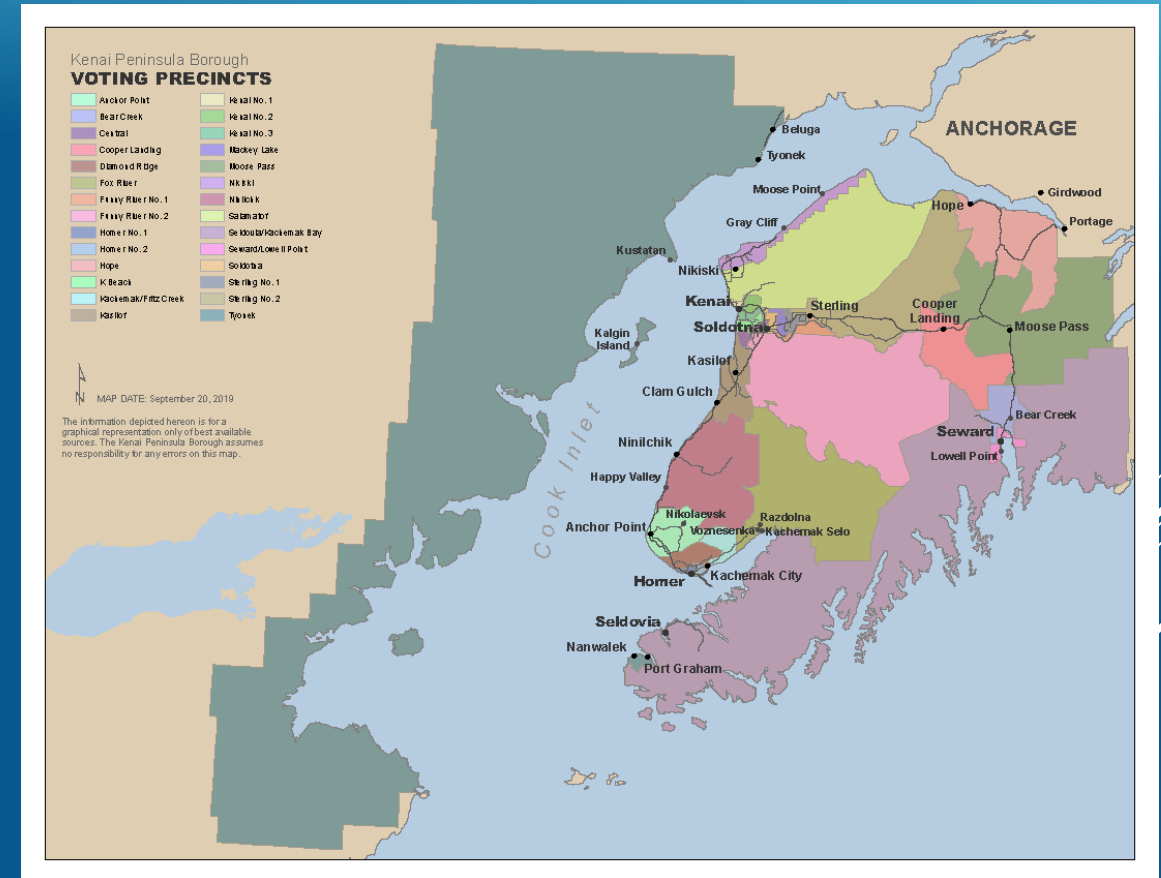 Kenai Peninsula Borough
VOTING PRECINCTS
Anchor Point
Bear Creek
Central
Cooper Landing
Diamond Ridge
Fox River
Funny River No. 1
Funny River No. 2
Homer No. 1
Homer No. 2
Hope
K Beach
Kachemak/Fritz Creek
Kasilof
Kenai No. 1
Kenai No. 2
Kenai No. 3
Mackey Lake
Moose Pass
Nikiski
Ninilchik
Salamatof
Seldovia/Kachemak Bay
Seward/Lowell Point
Soldotna
Sterling No. 1
Sterling No. 2
Tyonek
N
MAP DATE: September 20, 2019
The information depicted hereon is for a
graphical representation only of best available
sources. The Kenai Peninsula Borough assumes
no responsibility for any errors on this map.
ANCHORAGE
Beluga
Tyonek
Moose Point
Girdwood
Hope
Portage
Gray Cliff
Kustatan
Nikiski
Kenai
Sterling
Cooper
Landing
Soldotna
Moose Pass
Kalgin
Island
Kasilof
Clam Gulch
Bear Creek
Seward
Lowell Point
Cook Inlet
Ninilchik
Happy Valley
Nikolaevsk
Razdolna
Anchor Point
Voznesenka
Kachemak Selo
Homer
Kachemak City
Seldovia
Nanwalek
Port Graham